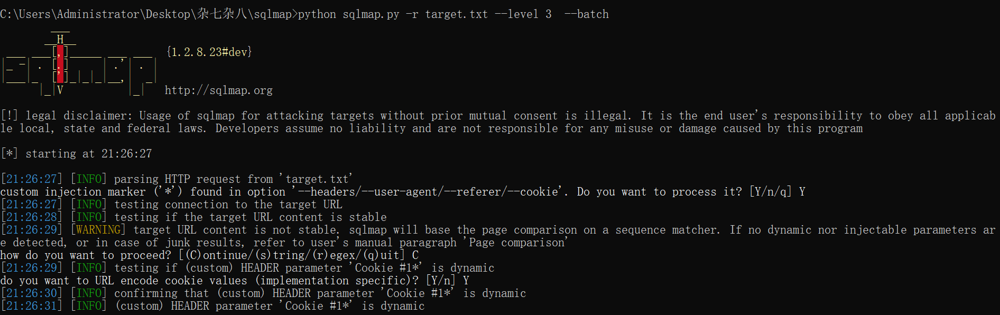 C:\Users\Administrator\Desktop\杂七杂八\sqlmap>python sqlmap.py -r target.txt --level 3  --batch
        ___
       __H__
 ___ ___[,]_____ ___ ___  {1.2.8.23#dev}
|_ -| . [.]     | .'| . |
|___|_  [']_|_|_|__,|  _|
      |_|V          |_|   http://sqlmap.org
[!] legal disclaimer: Usage of sqlmap for attacking targets without prior mutual consent is illegal. It is the end user's responsibility to obey all applicab
le local, state and federal laws. Developers assume no liability and are not responsible for any misuse or damage caused by this program
[*] starting at 21:26:27
[21:26:27] [INFO] parsing HTTP request from 'target.txt'
custom injection marker ('*') found in option '--headers/--user-agent/--referer/--cookie'. Do you want to process it? [Y/n/q] Y
[21:26:27] [INFO] testing connection to the target URL
[21:26:28] [INFO] testing if the target URL content is stable
[21:26:29] [WARNING] target URL content is not stable. sqlmap will base the page comparison on a sequence matcher. If no dynamic nor injectable parameters ar
e detected, or in case of junk results, refer to user's manual paragraph 'Page comparison'
how do you want to proceed? [(C)ontinue/(s)tring/(r)egex/(q)uit] C
[21:26:29] [INFO] testing if (custom) HEADER parameter 'Cookie #1*' is dynamic
do you want to URL encode cookie values (implementation specific)? [Y/n] Y
[21:26:30] [INFO] confirming that (custom) HEADER parameter 'Cookie #1*' is dynamic
[21:26:31] [INFO] (custom) HEADER parameter 'Cookie #1*' is dynamic